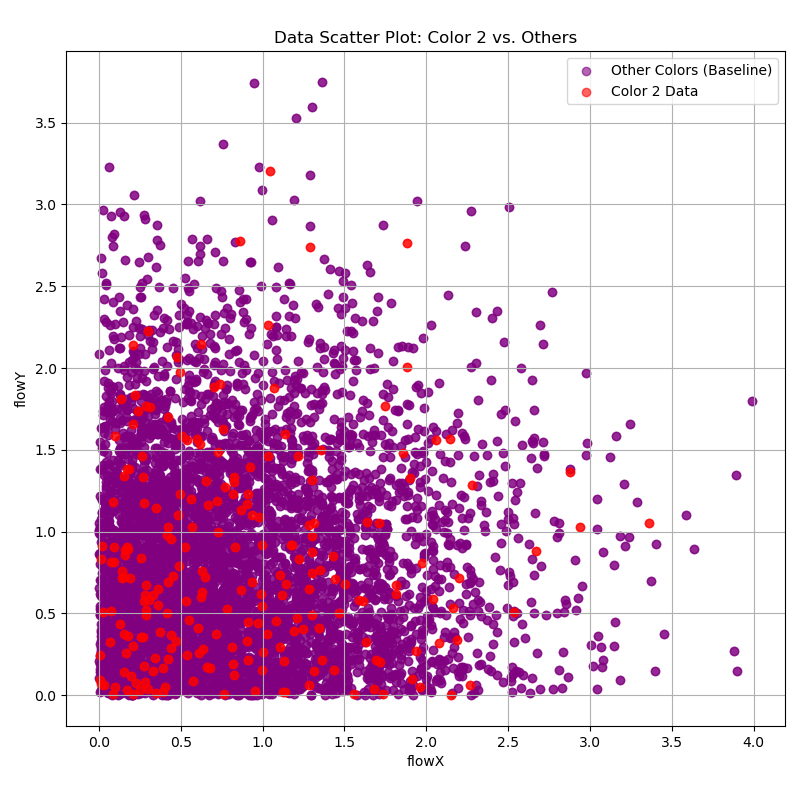 Data Scatter Plot: Color 2 vs. Others
Other Colors (Baseline)
Color 2 Data
flowY
3.5
3.0
2.5
2.0
1.5
1.0
0.5
0.0
0.0 0.5 1.0 1.5 2.0 2.5 3.0 3.5 4.0
flowX